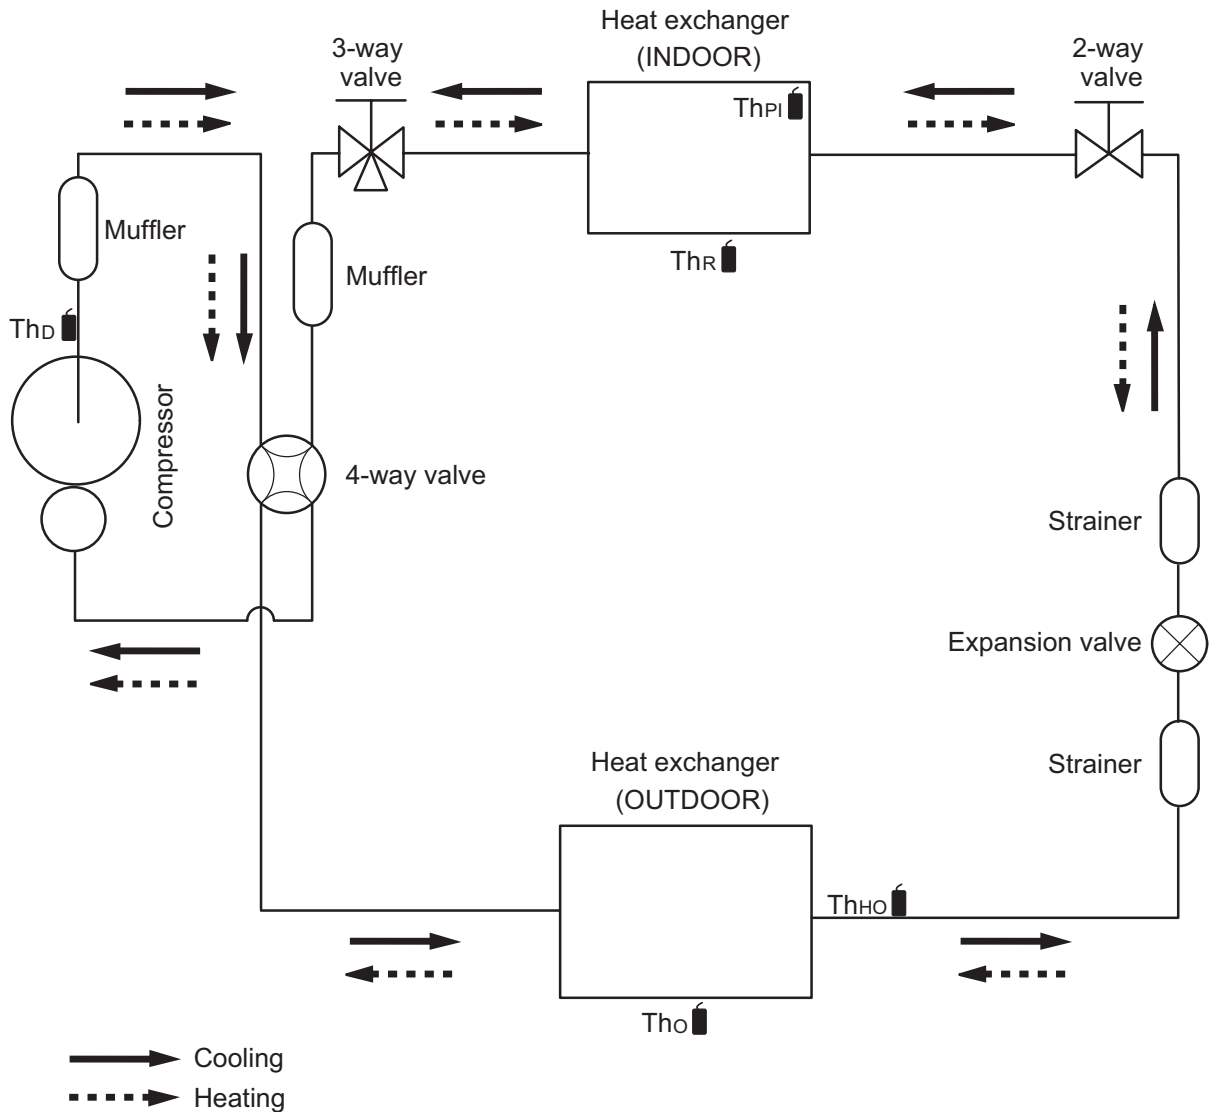 Heat exchanger
(INDOOR)
3-way
valve
2-way
valve
ThPI
Muffler
ThR
Muffler
ThD
Compressor
4-way valve
Strainer
Expansion valve
Strainer
Heat exchanger
(OUTDOOR)
ThHO
ThO
Cooling
Heating